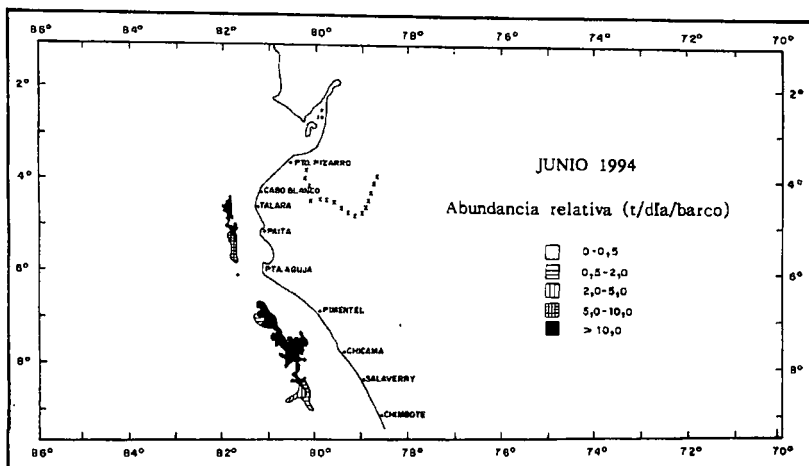 86° 84° 82° 80° 78° 76° 74° 72° 70°
2° 2°
PTO. PIZARRO
JUNIO 1994
4° 4°
CABO BLANCO
TALARA
Abundancia relativa (t/día/barco)
PAITA
0-0,5
6° PTA. AGUJA 0,5-2,0 6°
2,0-5,0
PIMENTEL 5,0-10,0
CHICAMA > 10,0
8° 8°
SALAVERRY
CHIMBOTE
86° 84° 82° 80° 78° 76° 74° 72° 70°